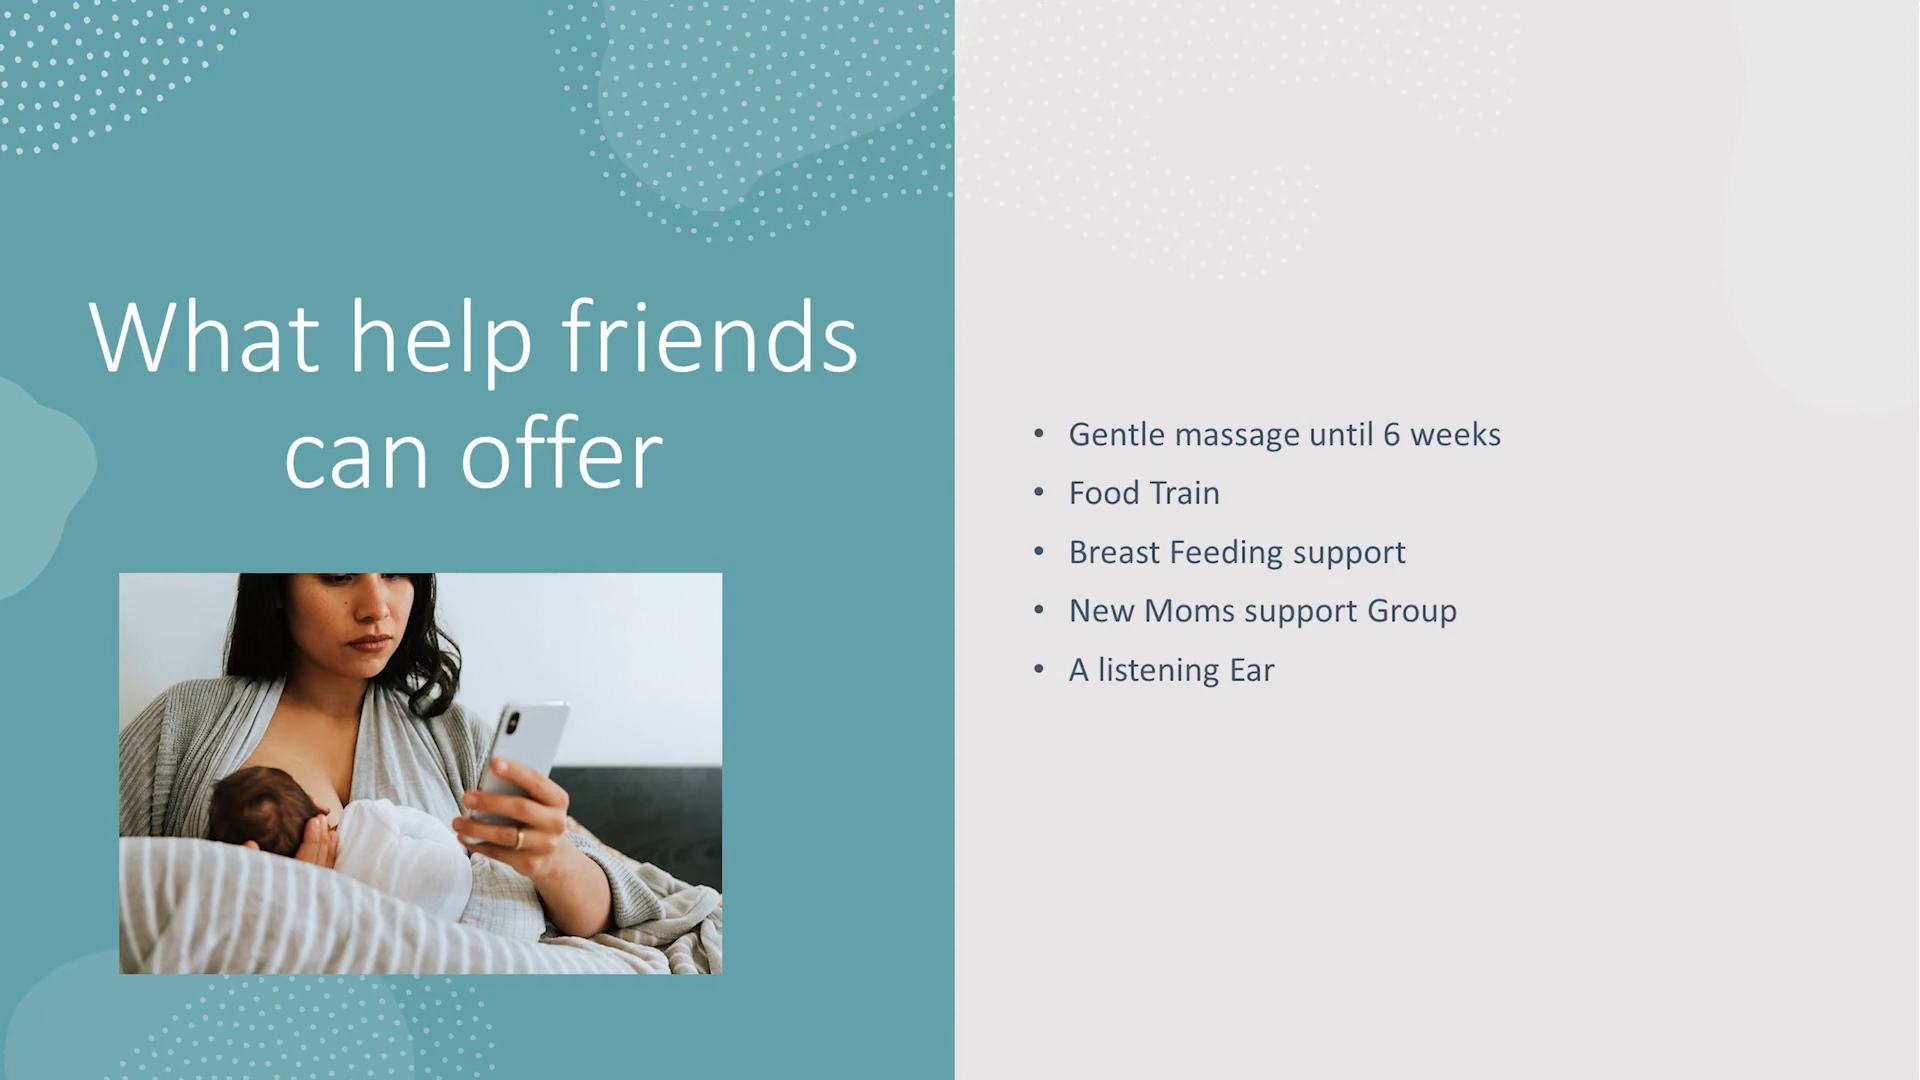 What help friends
can offer
• Gentle massage until 6 weeks
• Food Train
• Breast Feeding support
• New Moms support Group
• A listening Ear